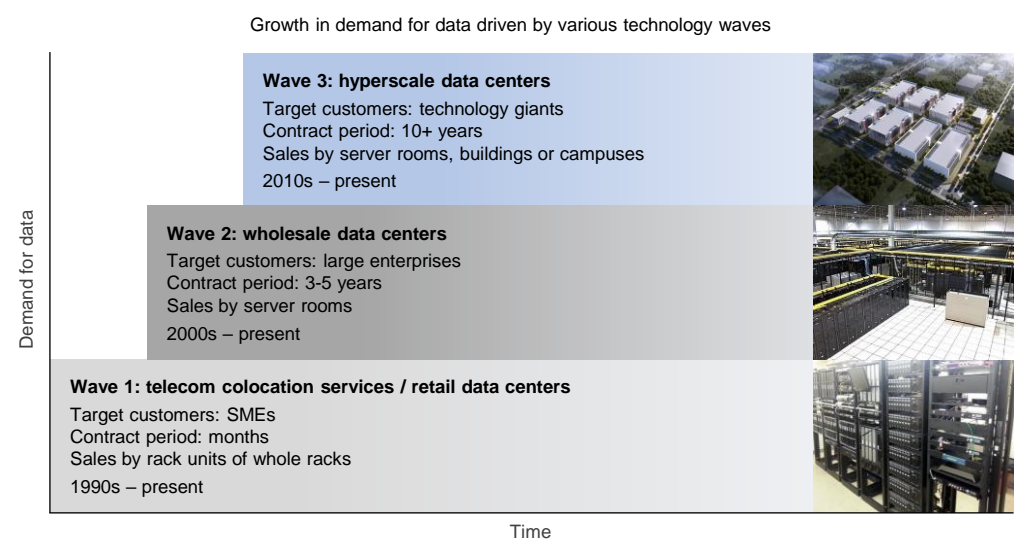 Growth in demand for data driven by various technology waves
Wave 3: hyperscale data centers
Target customers: technology giants
Contract period: 10+ years
Sales by server rooms, buildings or campuses
2010s – present
Wave 2: wholesale data centers
Target customers: large enterprises
Contract period: 3-5 years
Sales by server rooms
2000s – present
Wave 1: telecom colocation services / retail data centers
Target customers: SMEs
Contract period: months
Sales by rack units of whole racks
1990s – present
Demand for data
Time